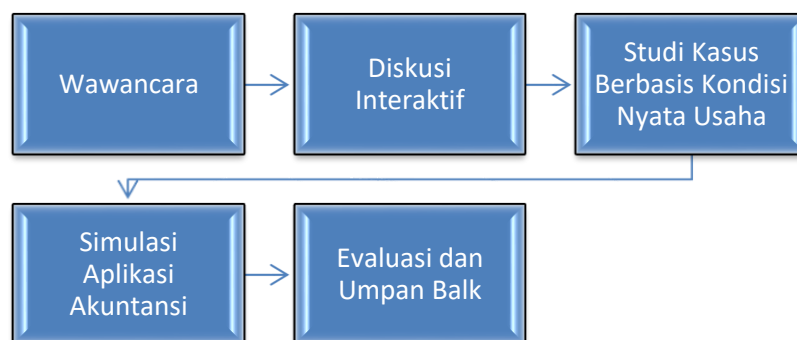 Wawancara
Diskusi
Interaktif
Studi Kasus
Berbasis Kondisi
Nyata Usaha
Simulasi
Aplikasi
Akuntansi
Evaluasi dan
Umpan Balk